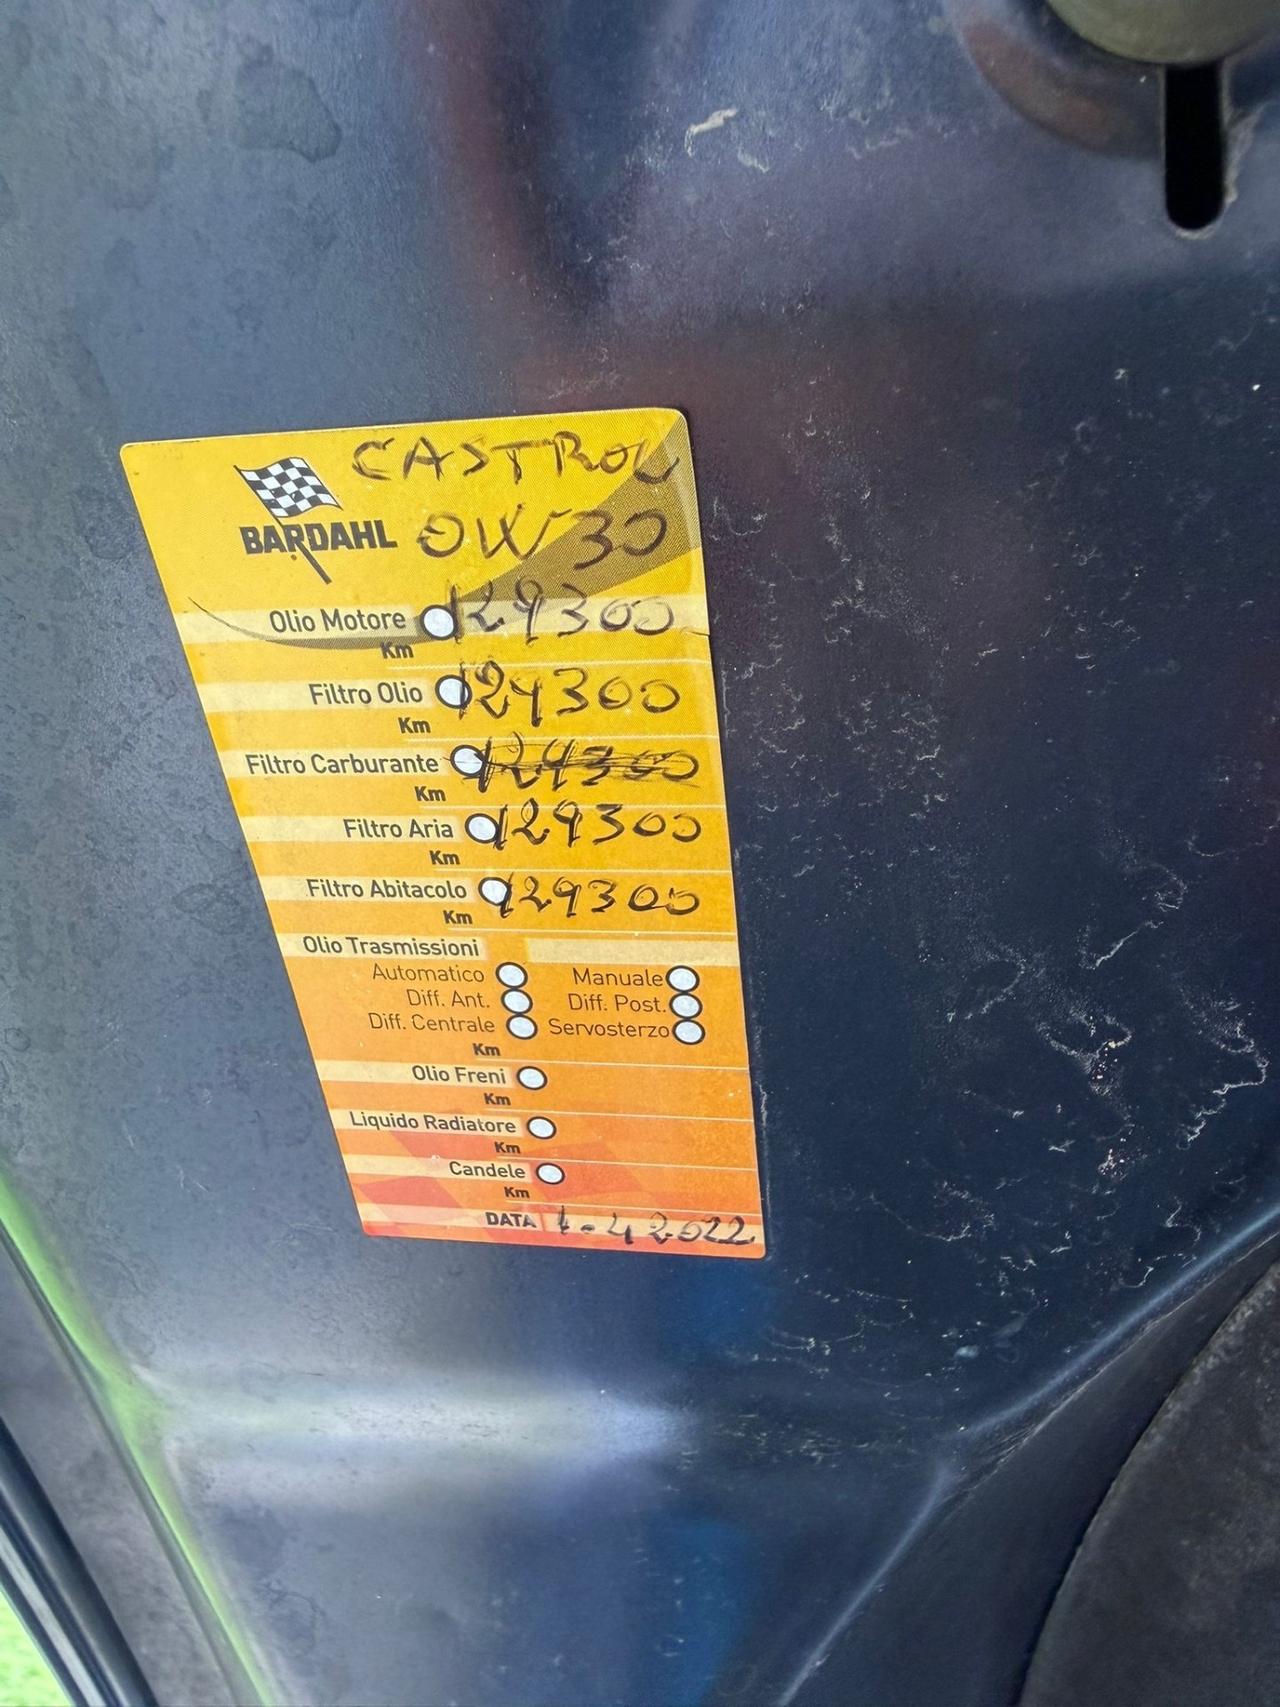 CASTROL
BARDAHL 0W30
Olio Motore 129300
Km
Filtro Olio 129300
Km
Filtro Carburante 129300
Km
Filtro Aria 129300
Km
Filtro Abitacolo 129300
Km
Olio Trasmissioni
Automatico Manuale
Diff. Ant. Diff. Post.
Diff. Centrale Servosterzo
Km
Olio Freni
Km
Liquido Radiatore
Km
Candele
Km
DATA 1-4 2022